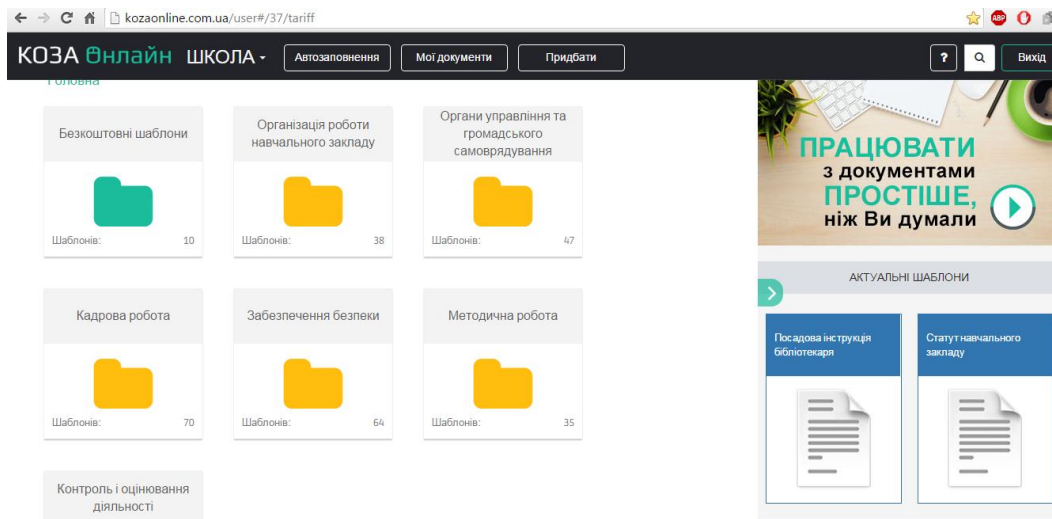 kozaonline.com.ua/user#/37/tariff
ABP
КОЗА Онлайн ШКОЛА
Автозаповнення
Мої документи
Придбати
?
Вихід
Головна
Безкоштовні шаблони
Шаблонів: 10
Організація роботи
навчального закладу
Шаблонів: 38
Органи управління та
громадського
самоврядування
Шаблонів: 47
Кадрова робота
Шаблонів: 70
Забезпечення безпеки
Шаблонів: 64
Методична робота
Шаблонів: 35
Контроль і оцінювання
діяльності
ПРАЦЮВАТИ
з документами
ПРОСТІШЕ,
ніж Ви думали
АКТУАЛЬНІ ШАБЛОНИ
Посадова інструкція
бібліотекаря
Статут навчального
закладу